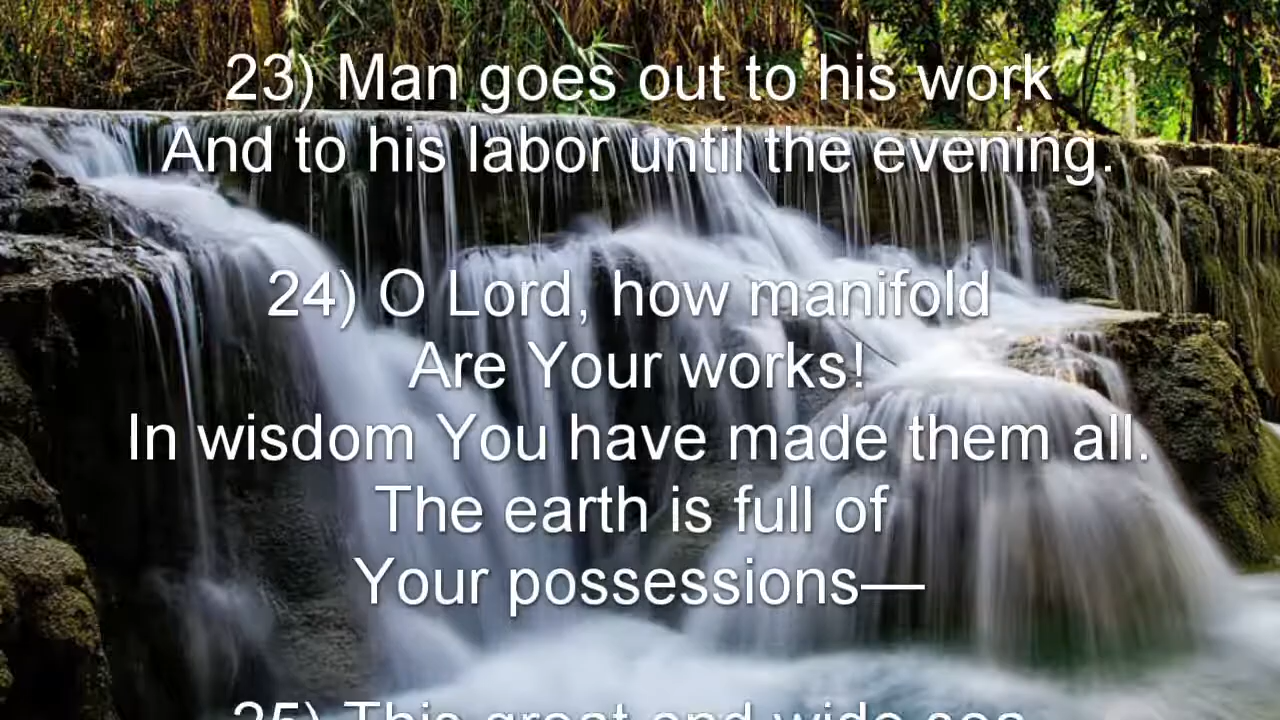 23) Man goes out to his work
And to his labor until the evening.
24) O Lord, how manifold
Are Your works!
In wisdom You have made them all.
The earth is full of
Your possessions—
25) This great and wide sea